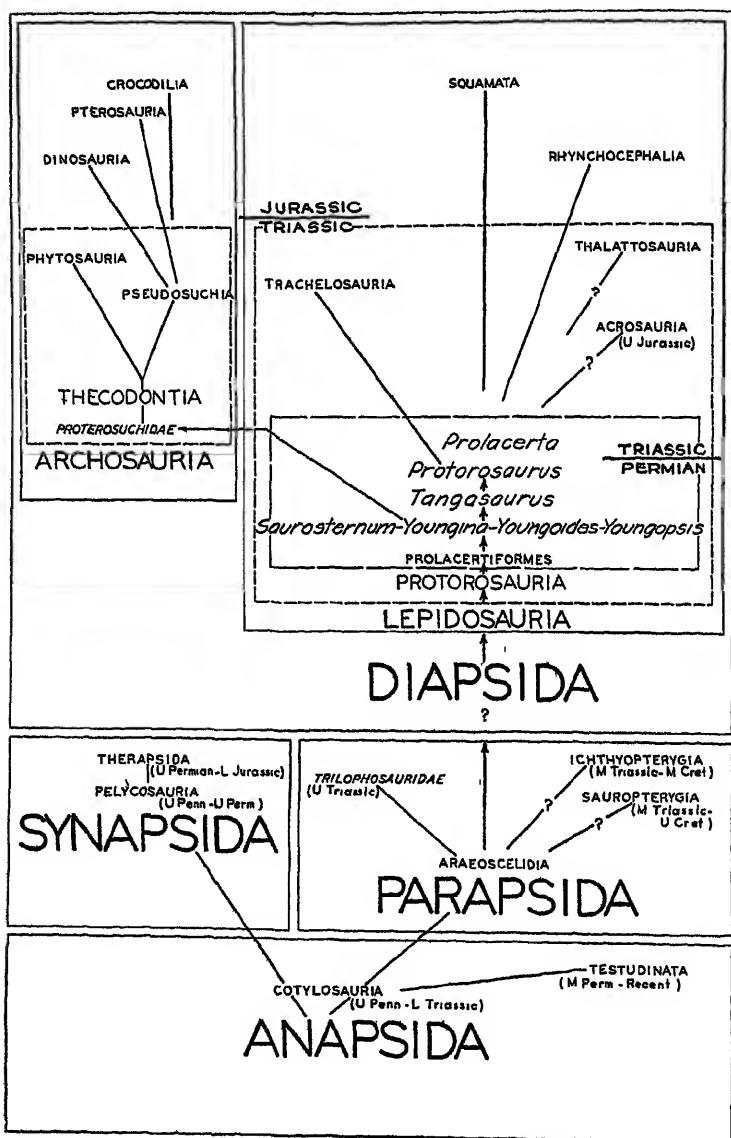 CROCODILIA
PTEROSAURIA
DINOSAURIA
PHYTOSAURIA
PSEUDOSUCHIA
THECODONTIA
PROTEROSUCHIDAE
ARCHOSAURIA
SQUAMATA
RHYNCHOCEPHALIA
JURASSIC
TRIASSIC
THALATTOSAURIA
?
TRACHELOSAURIA
ACROSAURIA
(U Jurassic)
?
Prolacerta
TRIASSIC
PERMIAN
Protorosaurus
Tangasaurus
Saurosternum-Youngina-Youngoides-Youngopsis
PROLACERTIFORMES
PROTOROSAURIA
LEPIDOSAURIA
DIAPSIDA
?
THERAPSIDA
(U Permian-L Jurassic)
PELYCOSAURIA
(U Penn-U Perm)
SYNAPSIDA
TRILOPHOSAURIDAE
(U Triassic)
ICHTHYOPTERYGIA
(M Triassic-M Cret)
?
SAUROPTERYGIA
(M Triassic-
U Cret)
?
ARAEOSCELIDIA
PARAPSIDA
COTYLOSAURIA
(U Penn-L Triassic)
TESTUDINATA
(M Perm-Recent)
ANAPSIDA